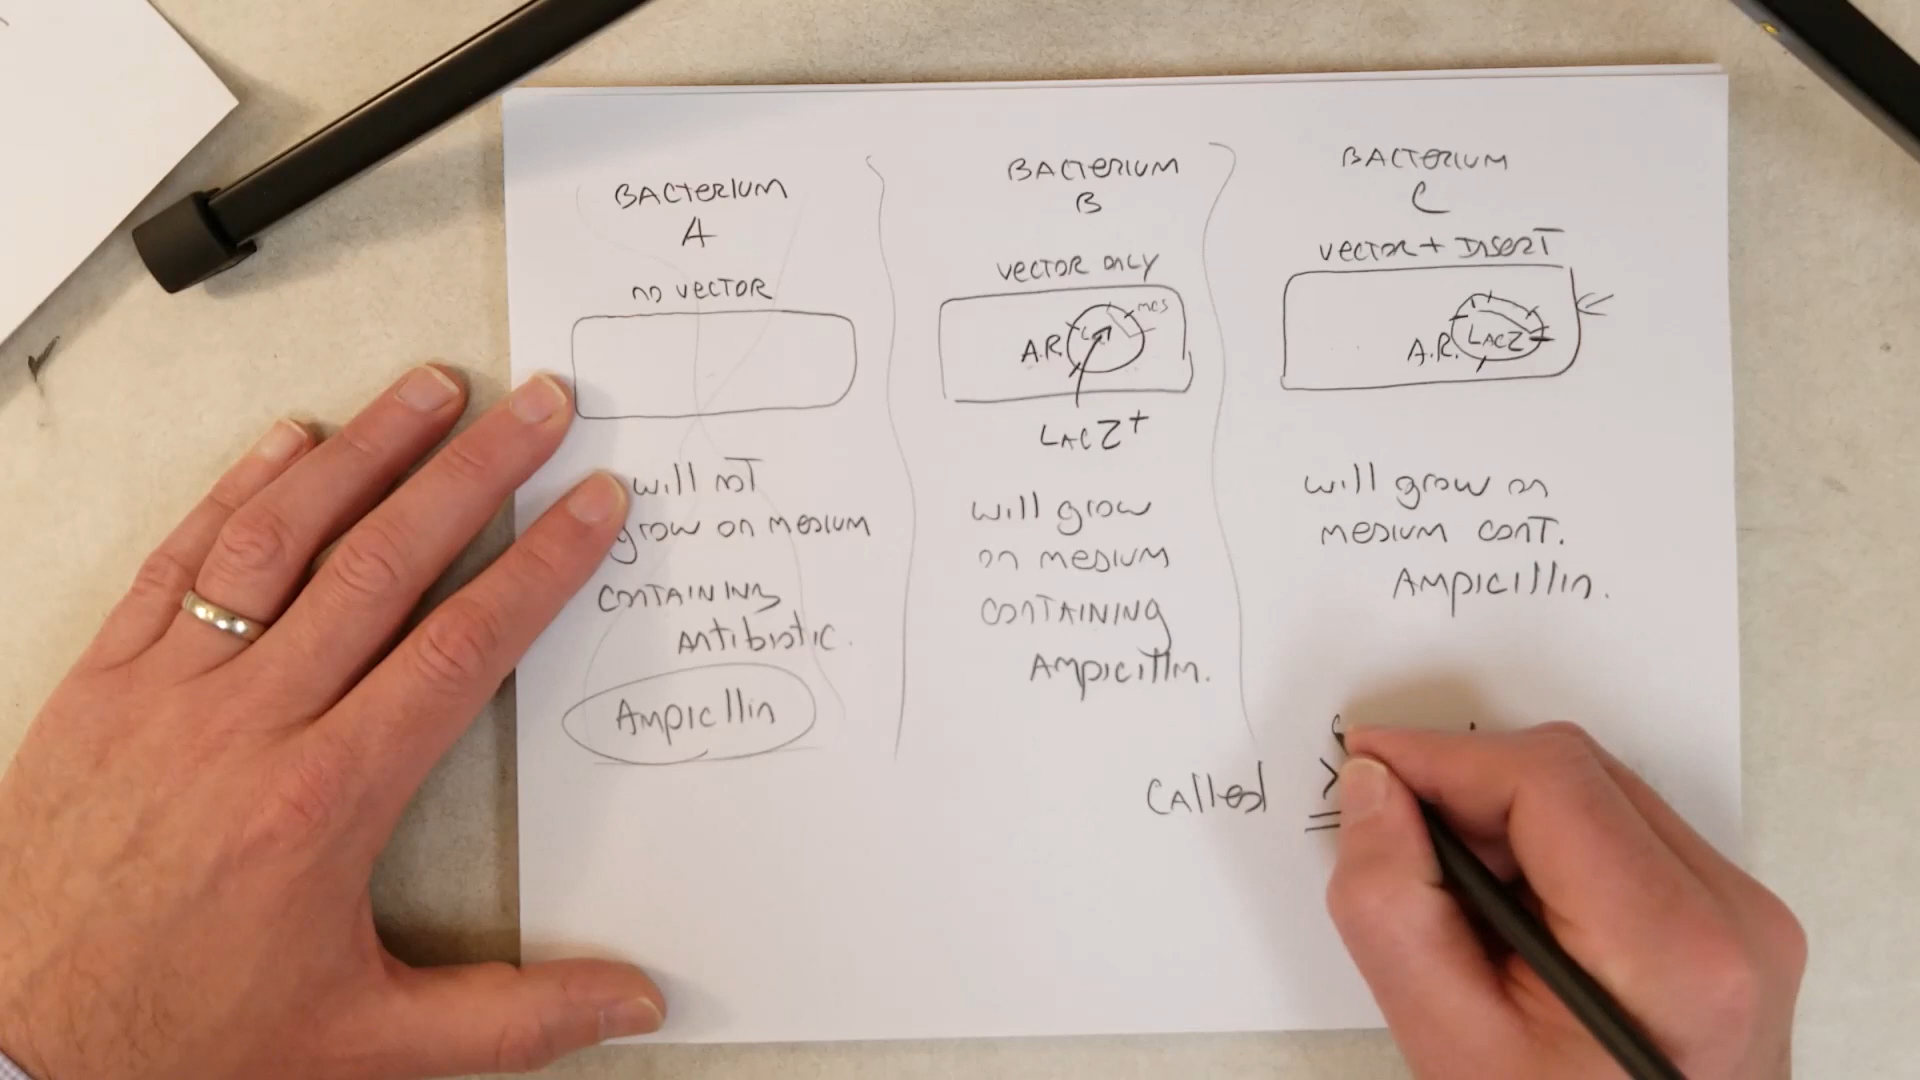 BACTERIUM
A
NO VECTOR
will not
grow on medium
containing
antibiotic.
Ampicllin
BACTERIUM
B
VECTOR ONLY
MCS
A.R.
LAC Z+
will grow
on medium
containing
Ampicillin.
BACTERIUM
C
VECTOR + INSERT
A.R. LACZ
will grow on
medium cont.
Ampicillin.
called X